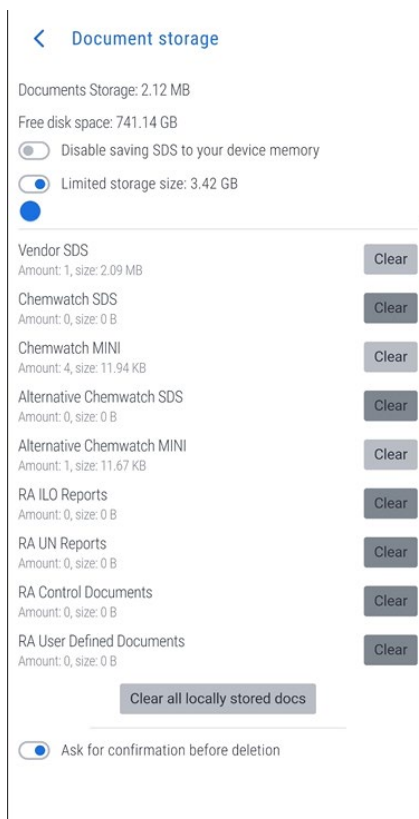 Document storage
Documents Storage: 2.12 MB
Free disk space: 741.14 GB
Disable saving SDS to your device memory
Limited storage size: 3.42 GB
Vendor SDS
Amount: 1, size: 2.09 MB
Clear
Chemwatch SDS
Amount: 0, size: 0 B
Clear
Chemwatch MINI
Amount: 4, size: 11.94 KB
Clear
Alternative Chemwatch SDS
Amount: 0, size: 0 B
Clear
Alternative Chemwatch MINI
Amount: 1, size: 11.67 KB
Clear
RA ILO Reports
Amount: 0, size: 0 B
Clear
RA UN Reports
Amount: 0, size: 0 B
Clear
RA Control Documents
Amount: 0, size: 0 B
Clear
RA User Defined Documents
Amount: 0, size: 0 B
Clear
Clear all locally stored docs
Ask for confirmation before deletion